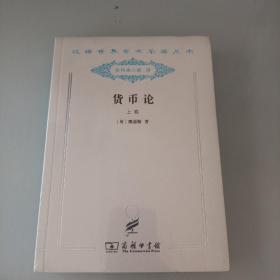 汉译世界学术名著丛书
货币论
上卷
〔英〕凯恩斯 著
商务印书馆
The Commercial Press